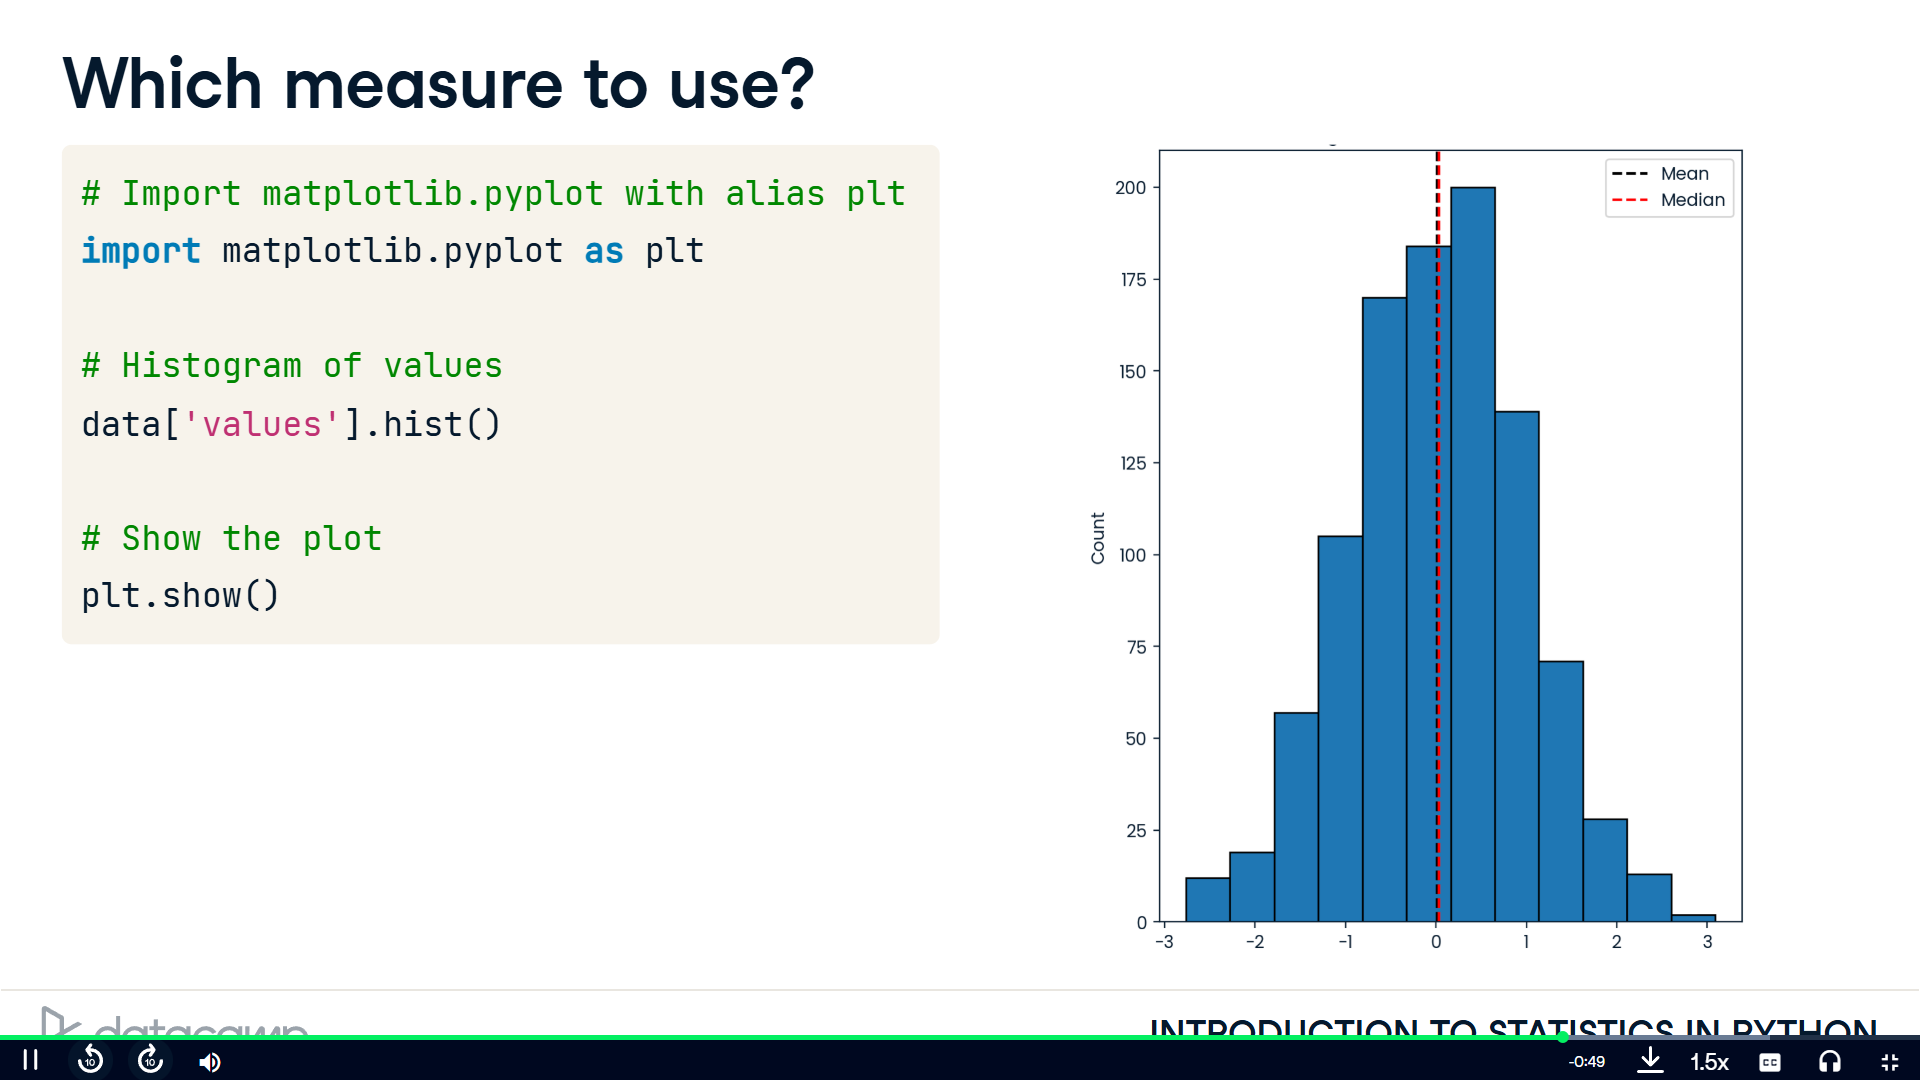 Which measure to use?
# Import matplotlib.pyplot with alias plt
import matplotlib.pyplot as plt
# Histogram of values
data['values'].hist()
# Show the plot
plt.show()
Mean
Median
200
175
150
125
100
75
50
25
0
Count
-3 -2 -1 0 1 2 3
datacamp
INTRODUCTION TO STATISTICS IN PYTHON
10
10
-0:49
1.5x
CC